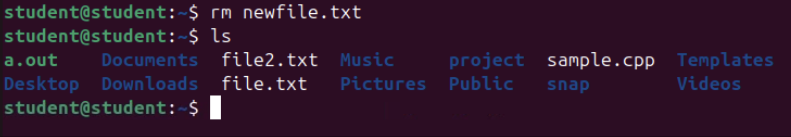 student@student:~$ rm newfile.txt
student@student:~$ ls
a.out    Documents  file2.txt  Music     project  sample.cpp  Templates
Desktop  Downloads  file.txt   Pictures  Public   snap        Videos
student@student:~$